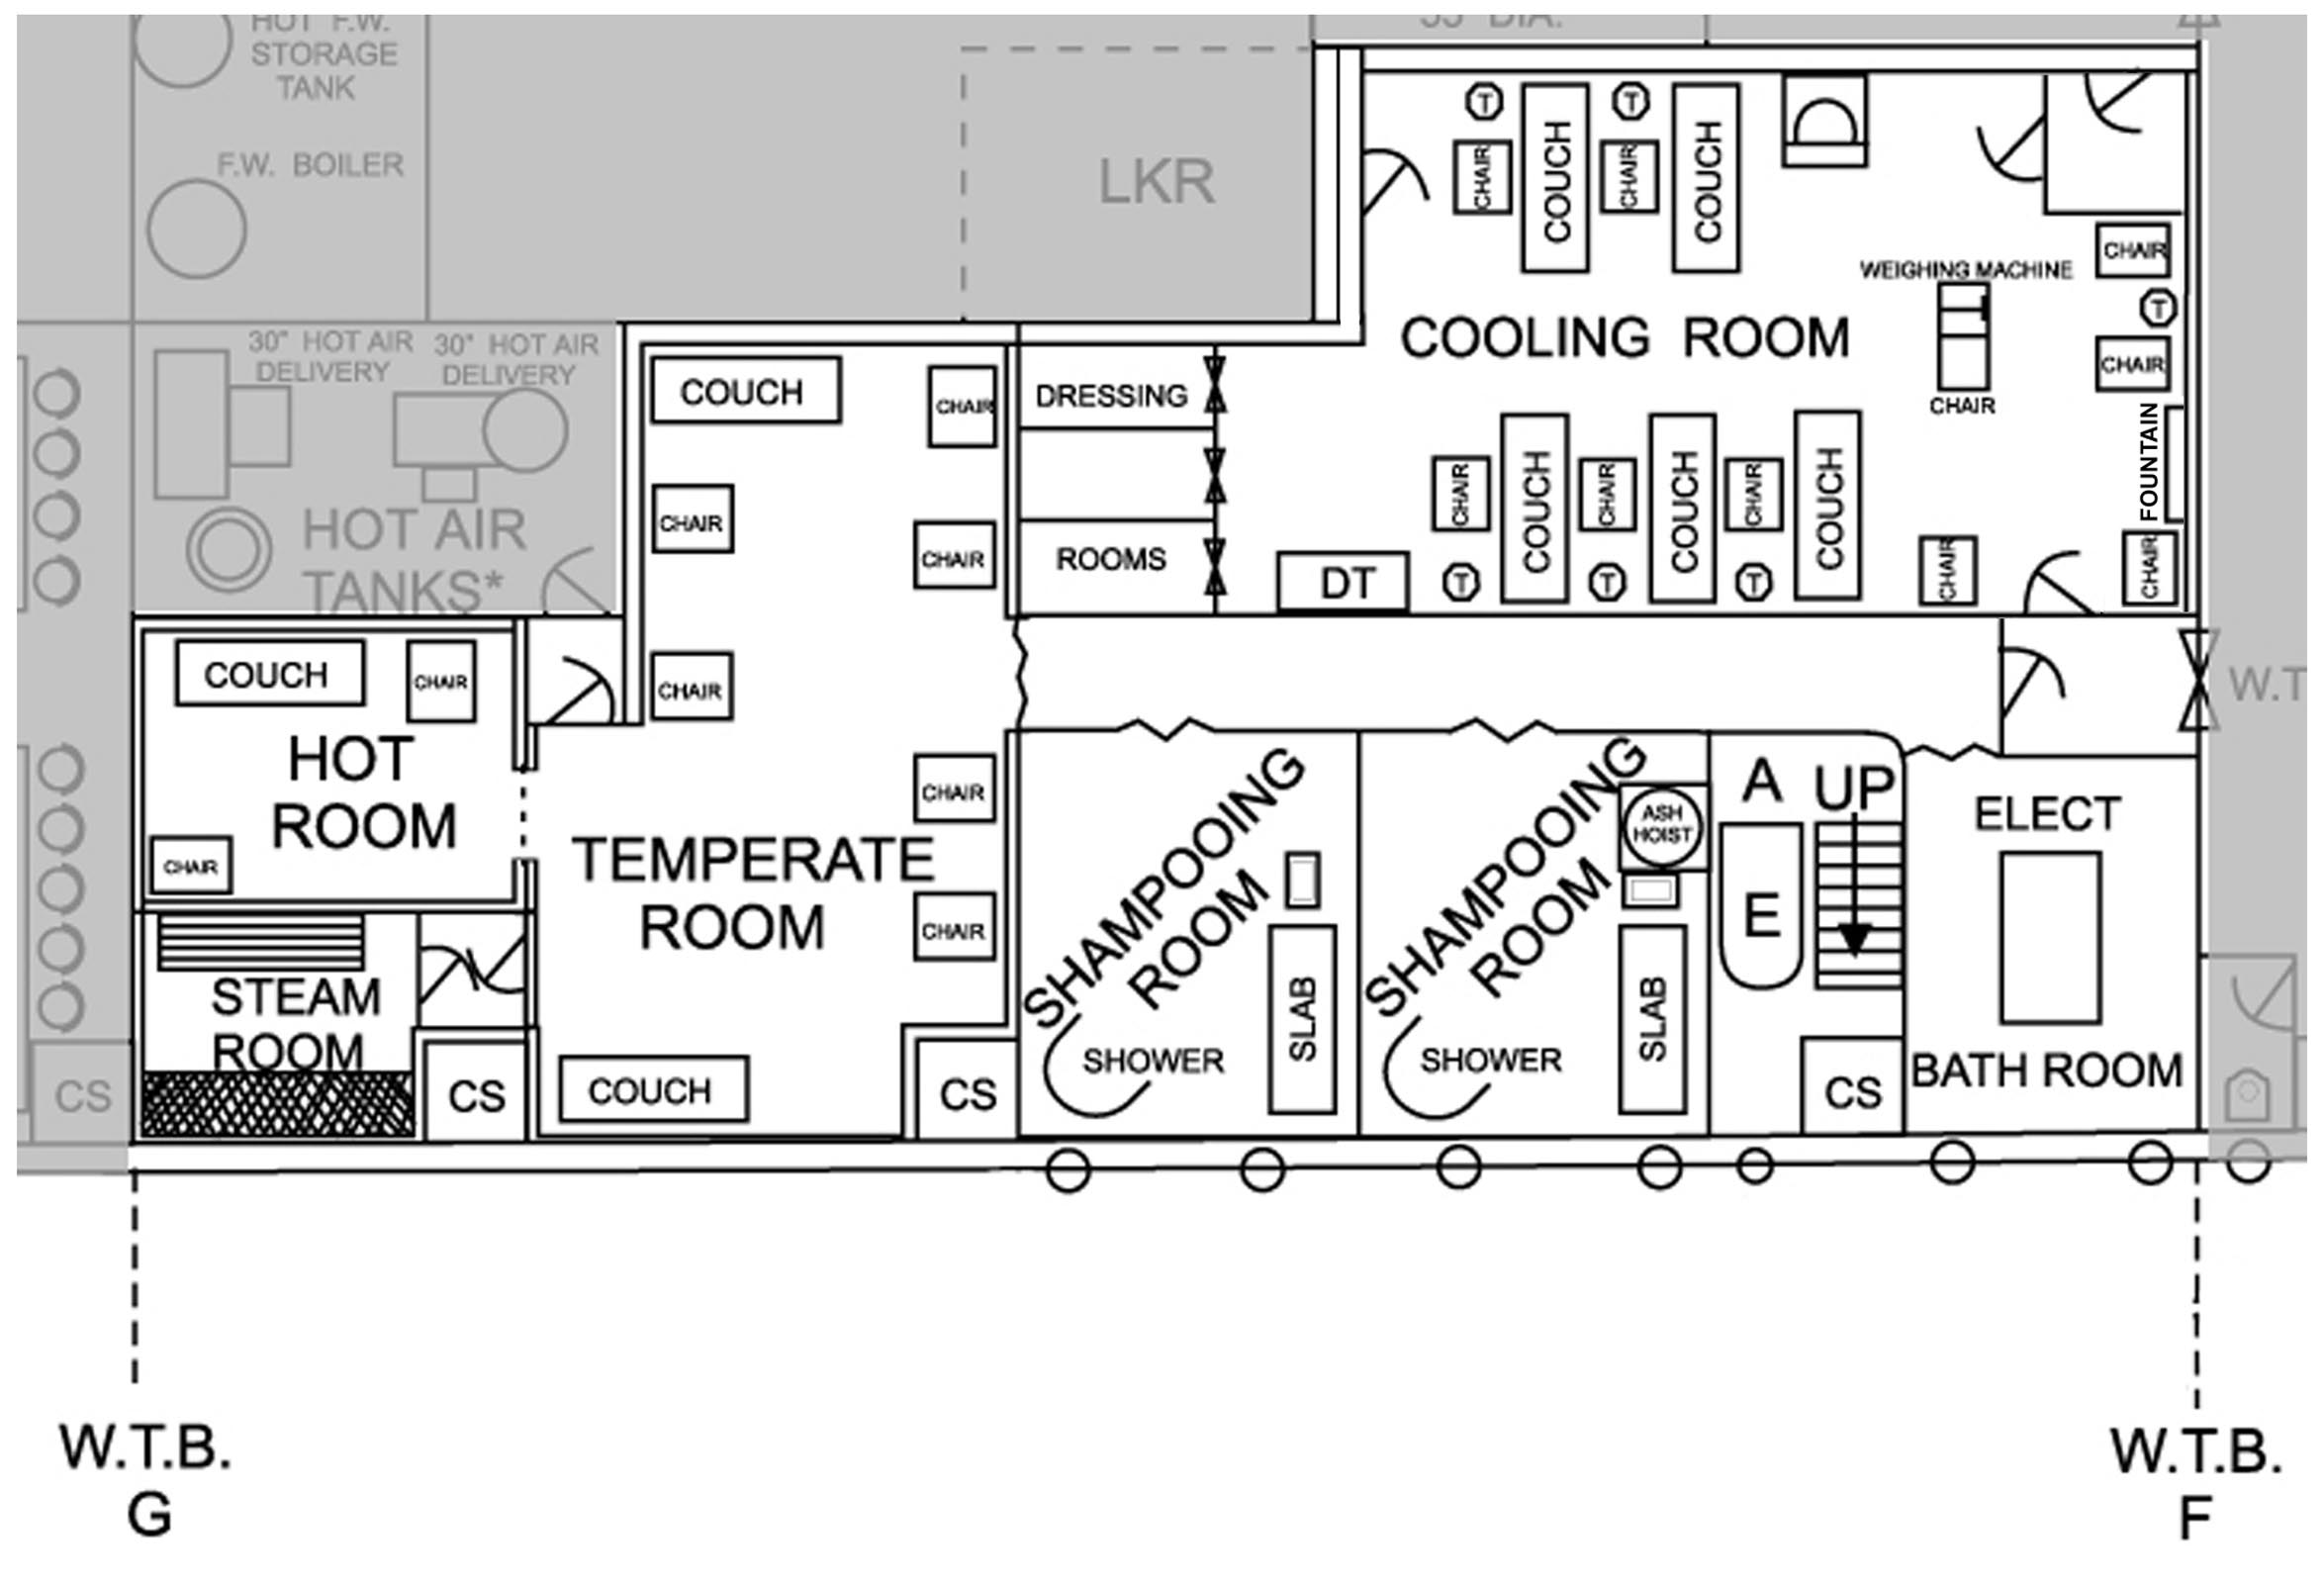 HOT F.W.
STORAGE
TANK
F.W. BOILER
LKR
55" DIA.
30" HOT AIR
DELIVERY
30" HOT AIR
DELIVERY
HOT AIR
TANKS*
T
T
CHAIR
COUCH
CHAIR
COUCH
CHAIR
WEIGHING MACHINE
T
CHAIR
CHAIR
COOLING ROOM
FOUNTAIN
COUCH
CHAIR
DRESSING
CHAIR
CHAIR
ROOMS
CHAIR
COUCH
CHAIR
COUCH
CHAIR
COUCH
DT
T
T
T
CHAIR
CHAIR
COUCH
CHAIR
CHAIR
HOT
ROOM
CHAIR
TEMPERATE
ROOM
CHAIR
CHAIR
SHAMPOOING
ROOM
SHAMPOOING
ROOM
ASH
HOIST
A
E
UP
ELECT
W.T
STEAM
ROOM
SHOWER
SLAB
SHOWER
SLAB
BATH ROOM
CS
CS
COUCH
CS
CS
W.T.B.
G
W.T.B.
F